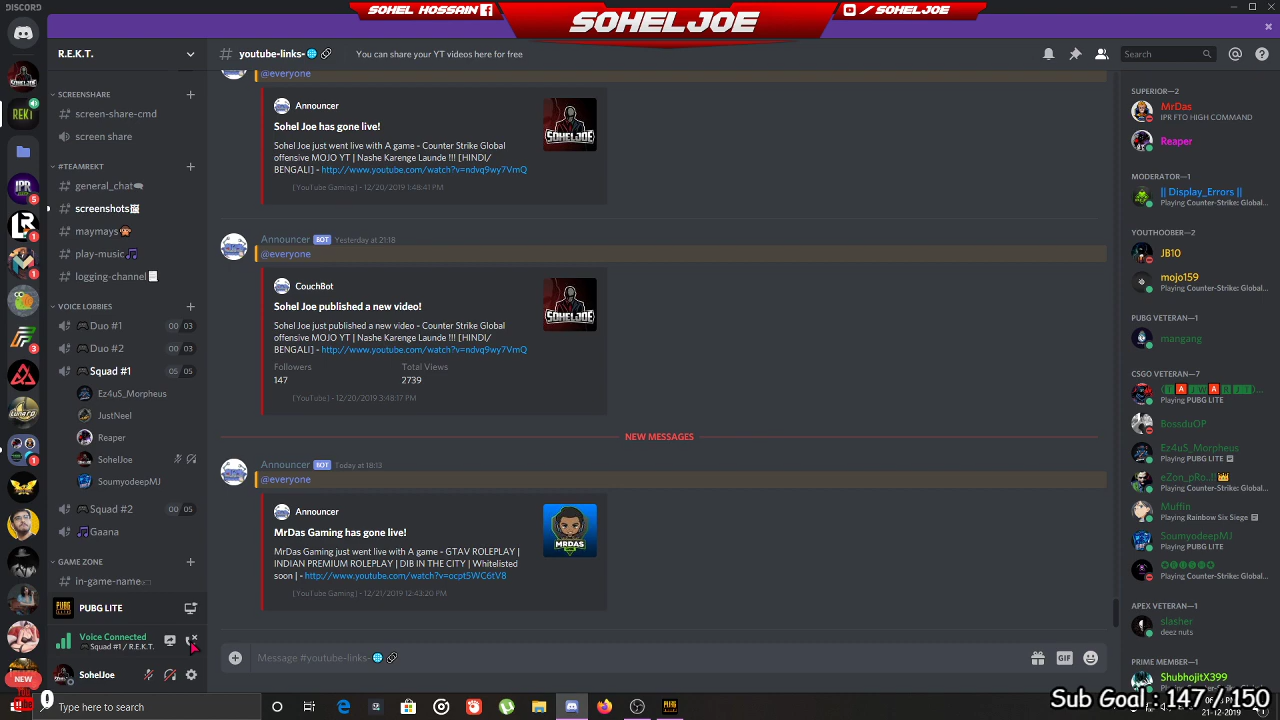 DISCORD
SOHEL HOSSAIN
SOHELJOE
/ SOHELJOE
R.E.K.T.
# youtube-links-
You can share your YT videos here for free
Search
SCREENSHARE
# screen-share-cmd
screen share
#TEAMREKT
# general_chat
# screenshots
# maymays
# play-music
# logging-channel
VOICE LOBBIES
Duo #1 00 03
Duo #2 00 03
Squad #1 05 05
Ez4uS_Morpheus
JustNeel
Reaper
SohelJoe
SoumyodeepMJ
Squad #2 00 05
Gaana
GAME ZONE
# in-game-name
PUBG LITE
Voice Connected
Squad #1 / R.E.K.T.
SohelJoe
REKT
IPR
5
1
1
3
1
NEW
@everyone
Announcer
Sohel Joe has gone live!
SOHELJOE
Sohel Joe just went live with A game - Counter Strike Global
offensive MOJO YT | Nashe Karenge Launde !!! [HINDI/
BENGALI] - http://www.youtube.com/watch?v=ndvq9wy7VmQ
[YouTube Gaming] • 12/20/2019 1:48:41 PM
Announcer BOT Yesterday at 21:18
@everyone
CouchBot
Sohel Joe published a new video!
SOHELJOE
Sohel Joe just published a new video - Counter Strike Global
offensive MOJO YT | Nashe Karenge Launde !!! [HINDI/
BENGALI] - http://www.youtube.com/watch?v=ndvq9wy7VmQ
Followers Total Views
147 2739
[YouTube] • 12/20/2019 3:48:17 PM
NEW MESSAGES
Announcer BOT Today at 18:13
@everyone
Announcer
MrDas Gaming has gone live!
MRDAS
MrDas Gaming just went live with A game - GTAV ROLEPLAY |
INDIAN PREMIUM ROLEPLAY | DIB IN THE CITY | Whitelisted
soon | - http://www.youtube.com/watch?v=ocpt5WC6tV8
[YouTube Gaming] • 12/21/2019 12:43:20 PM
Message #youtube-links-
GIF
SUPERIOR—2
MrDas
IPR FTO HIGH COMMAND
Reaper
MODERATOR—1
|| Display_Errors ||
Playing Counter-Strike: Global...
YOUTHOOBER—2
JB10
mojo159
Playing Counter-Strike: Global...
PUBG VETERAN—1
mangang
CSGO VETERAN—7
Playing PUBG LITE
BossduOP
Ez4uS_Morpheus
Playing PUBG LITE
eZon_pRo..!!
Playing Counter-Strike: Global...
Muffin
Playing Rainbow Six Siege
SoumyodeepMJ
Playing PUBG LITE
Playing Counter-Strike: Global...
APEX VETERAN—1
slasher
deez nuts
PRIME MEMBER—1
ShubhojitX399
Type here to search
Sub Goal : 147 / 150
21-12-2019